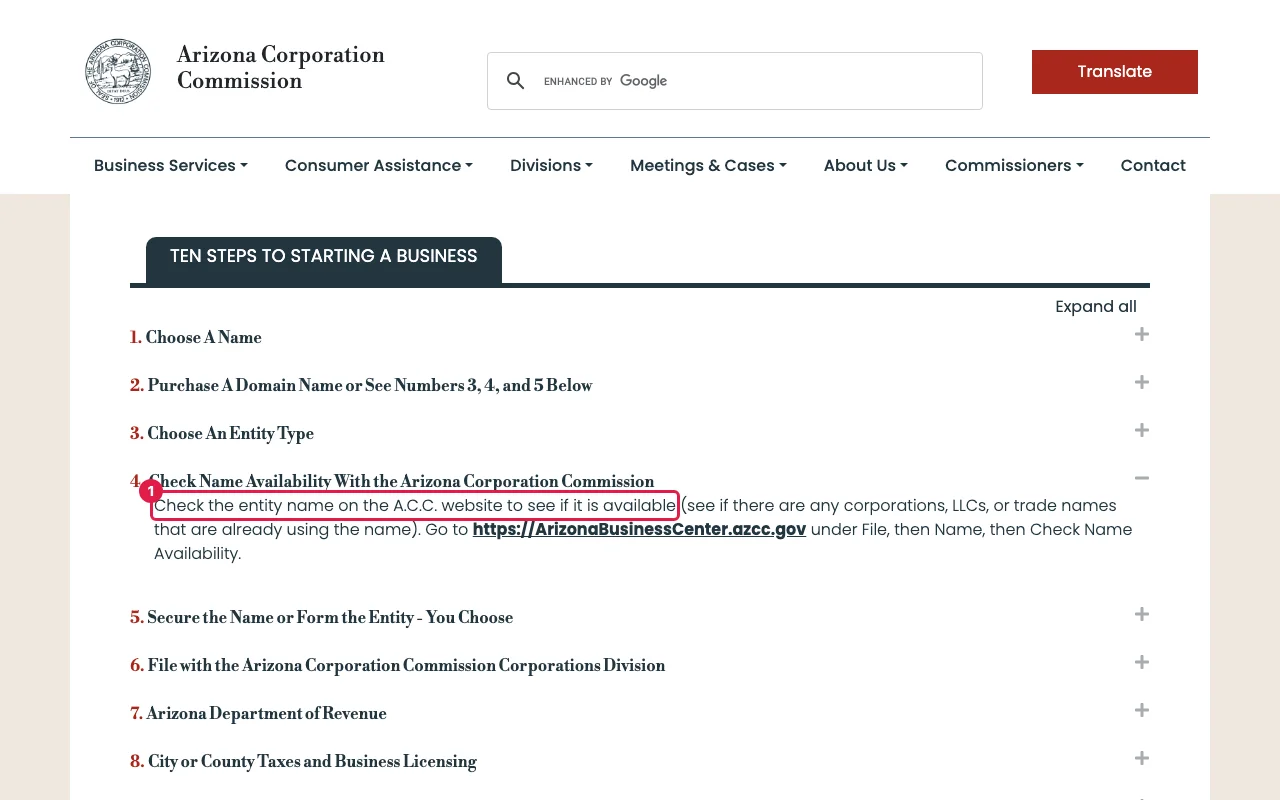 Arizona Corporation
Commission
ENHANCED BY Google
Translate
Business Services
Consumer Assistance
Divisions
Meetings & Cases
About Us
Commissioners
Contact
TEN STEPS TO STARTING A BUSINESS
Expand all
1. Choose A Name
2. Purchase A Domain Name or See Numbers 3, 4, and 5 Below
3. Choose An Entity Type
4. Check Name Availability With the Arizona Corporation Commission
1
Check the entity name on the A.C.C. website to see if it is available (see if there are any corporations, LLCs, or trade names
that are already using the name). Go to https://ArizonaBusinessCenter.azcc.gov under File, then Name, then Check Name
Availability.
5. Secure the Name or Form the Entity - You Choose
6. File with the Arizona Corporation Commission Corporations Division
7. Arizona Department of Revenue
8. City or County Taxes and Business Licensing